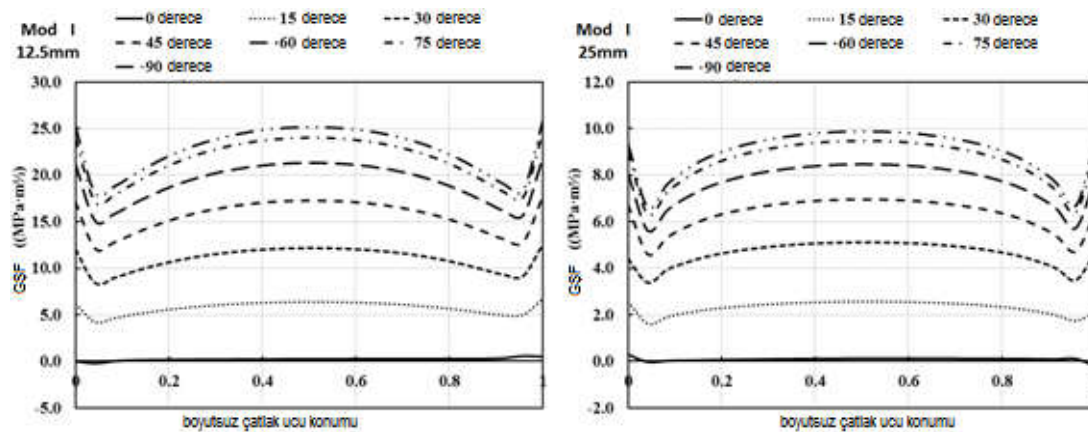 Mod I
12.5mm
0 derece
15 derece
30 derece
45 derece
-60 derece
75 derece
-90 derece
30.0
25.0
20.0
15.0
10.0
5.0
0.0
-5.0
GŞF ((MPa·m½)
0
0.2
0.4
0.6
0.8
1
boyutsuz çatlak ucu konumu
Mod I
25mm
0 derece
15 derece
30 derece
45 derece
-60 derece
75 derece
-90 derece
12.0
10.0
8.0
6.0
4.0
2.0
0.0
-2.0
GŞF ((MPa·m½)
0
0.2
0.4
0.6
0.8
boyutsuz çatlak ucu konumu